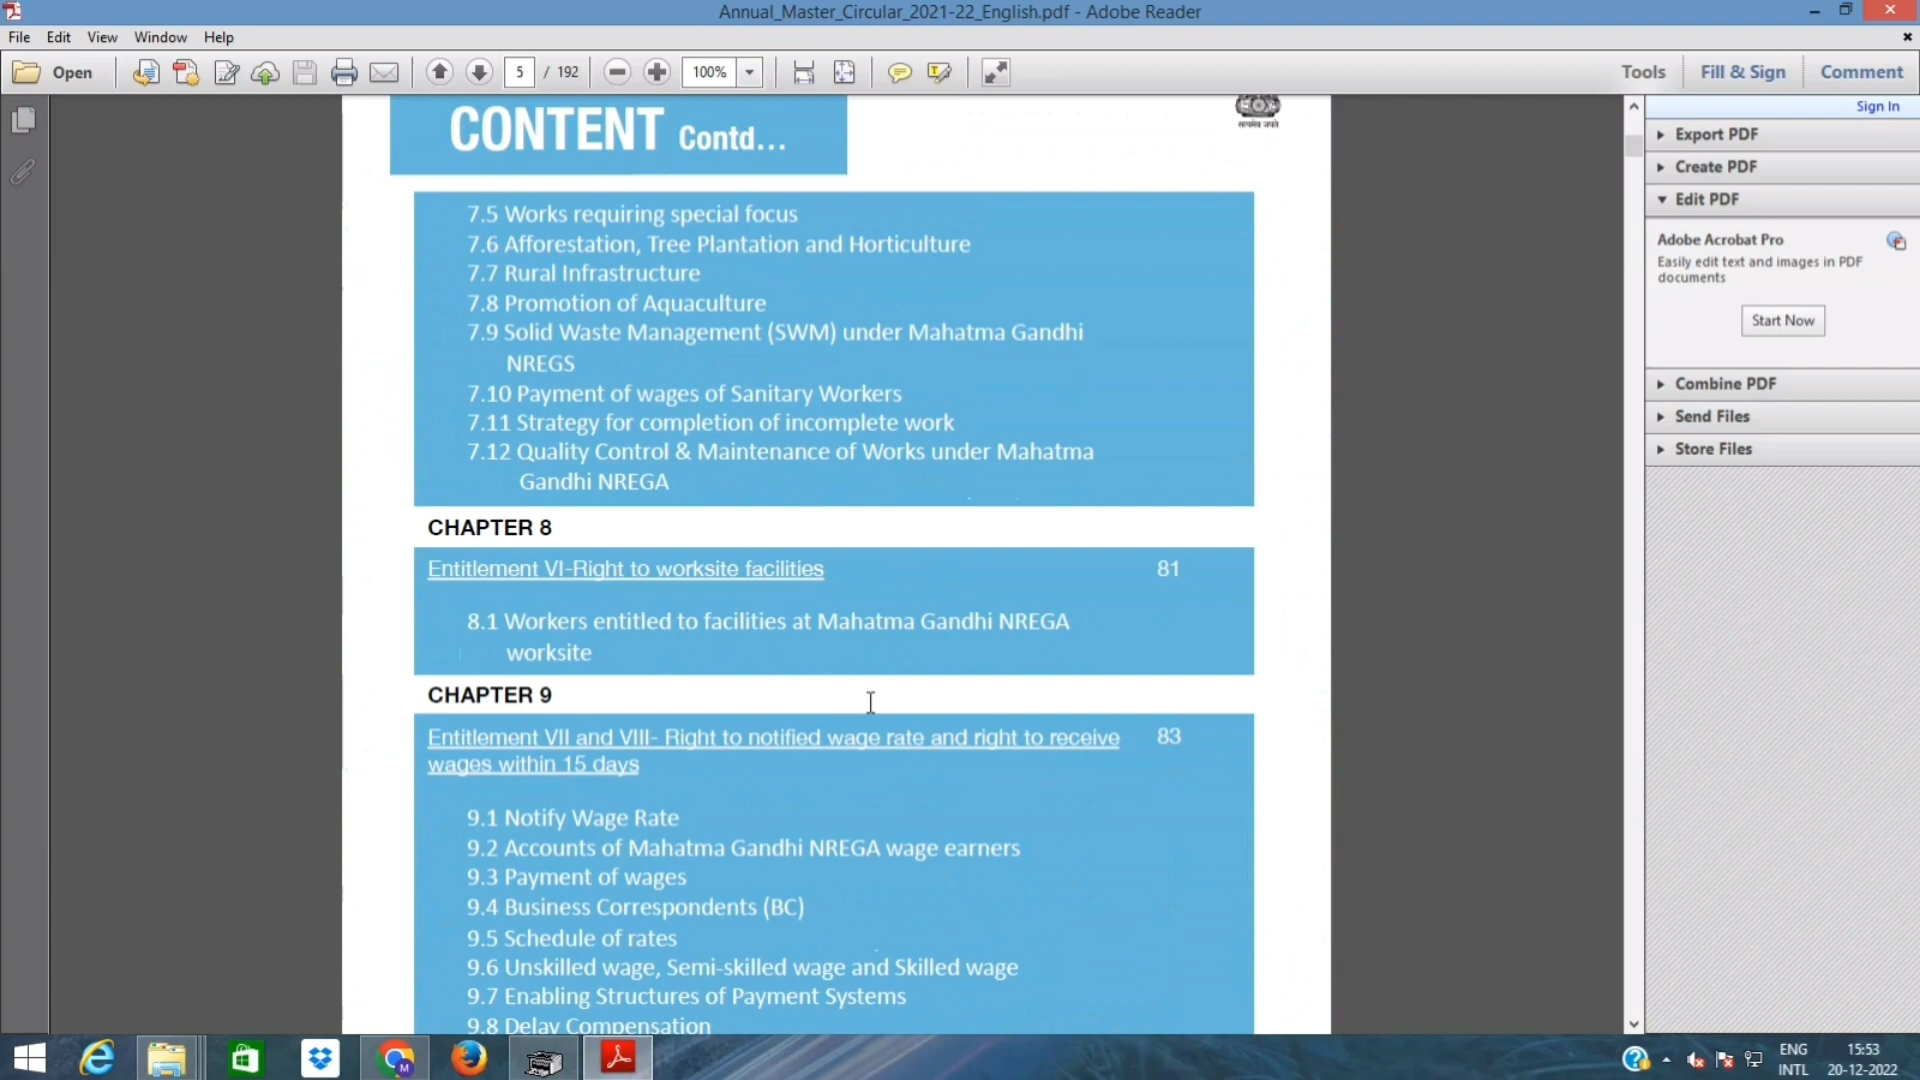 Annual_Master_Circular_2021-22_English.pdf - Adobe Reader
File Edit View Window Help
Open 5 / 192 100% Tools Fill & Sign Comment
Sign In
Export PDF
Create PDF
Edit PDF
Adobe Acrobat Pro
Easily edit text and images in PDF
documents
Start Now
Combine PDF
Send Files
Store Files
CONTENT Contd...
सत्यमेव जयते
7.5 Works requiring special focus
7.6 Afforestation, Tree Plantation and Horticulture
7.7 Rural Infrastructure
7.8 Promotion of Aquaculture
7.9 Solid Waste Management (SWM) under Mahatma Gandhi
NREGS
7.10 Payment of wages of Sanitary Workers
7.11 Strategy for completion of incomplete work
7.12 Quality Control & Maintenance of Works under Mahatma
Gandhi NREGA
CHAPTER 8
Entitlement VI-Right to worksite facilities 81
8.1 Workers entitled to facilities at Mahatma Gandhi NREGA
worksite
CHAPTER 9
Entitlement VII and VIII- Right to notified wage rate and right to receive 83
wages within 15 days
9.1 Notify Wage Rate
9.2 Accounts of Mahatma Gandhi NREGA wage earners
9.3 Payment of wages
9.4 Business Correspondents (BC)
9.5 Schedule of rates
9.6 Unskilled wage, Semi-skilled wage and Skilled wage
9.7 Enabling Structures of Payment Systems
9.8 Delay Compensation
M
ENG 15:53
INTL 20-12-2022